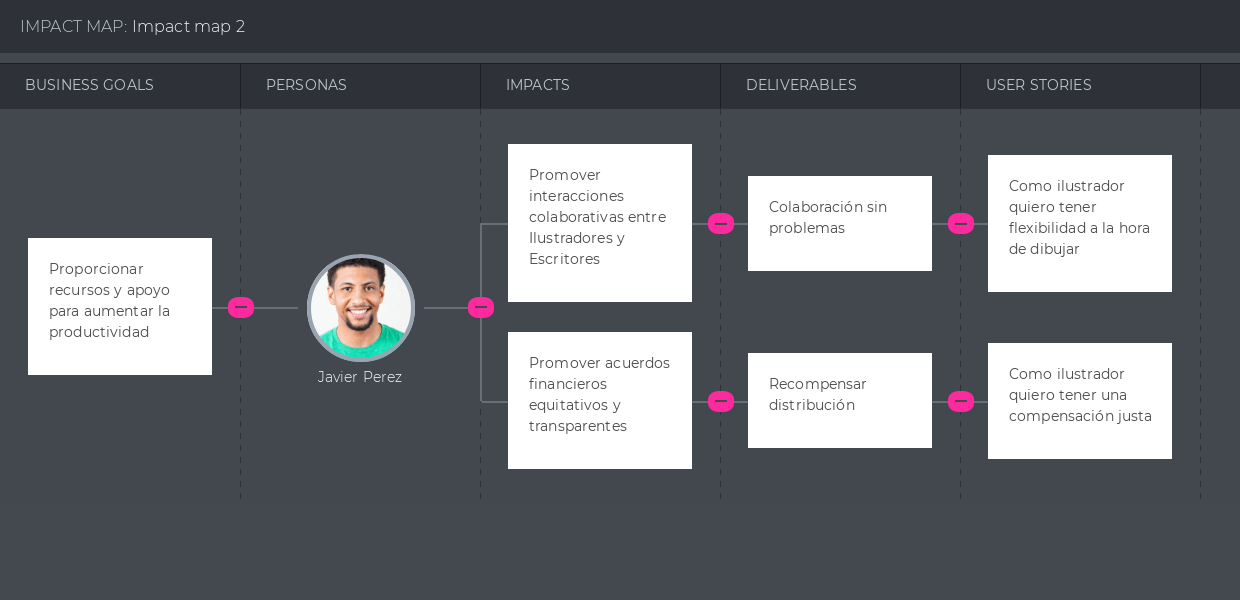 IMPACT MAP: Impact map 2
BUSINESS GOALS
PERSONAS
IMPACTS
DELIVERABLES
USER STORIES
Proporcionar
recursos y apoyo
para aumentar la
productividad
Javier Perez
Promover
interacciones
colaborativas entre
Ilustradores y
Escritores
Colaboración sin
problemas
Como ilustrador
quiero tener
flexibilidad a la hora
de dibujar
Promover acuerdos
financieros
equitativos y
transparentes
Recompensar
distribución
Como ilustrador
quiero tener una
compensación justa